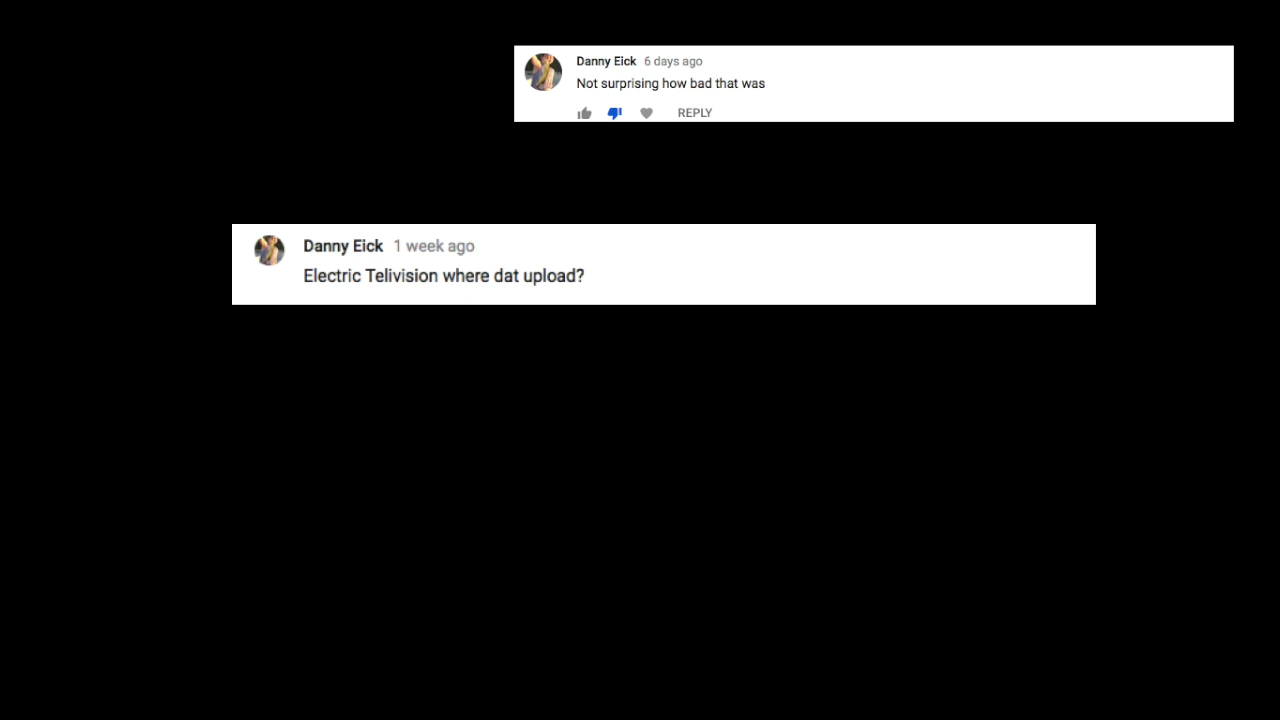 Danny Eick 6 days ago
Not surprising how bad that was
REPLY
Danny Eick 1 week ago
Electric Telivision where dat upload?